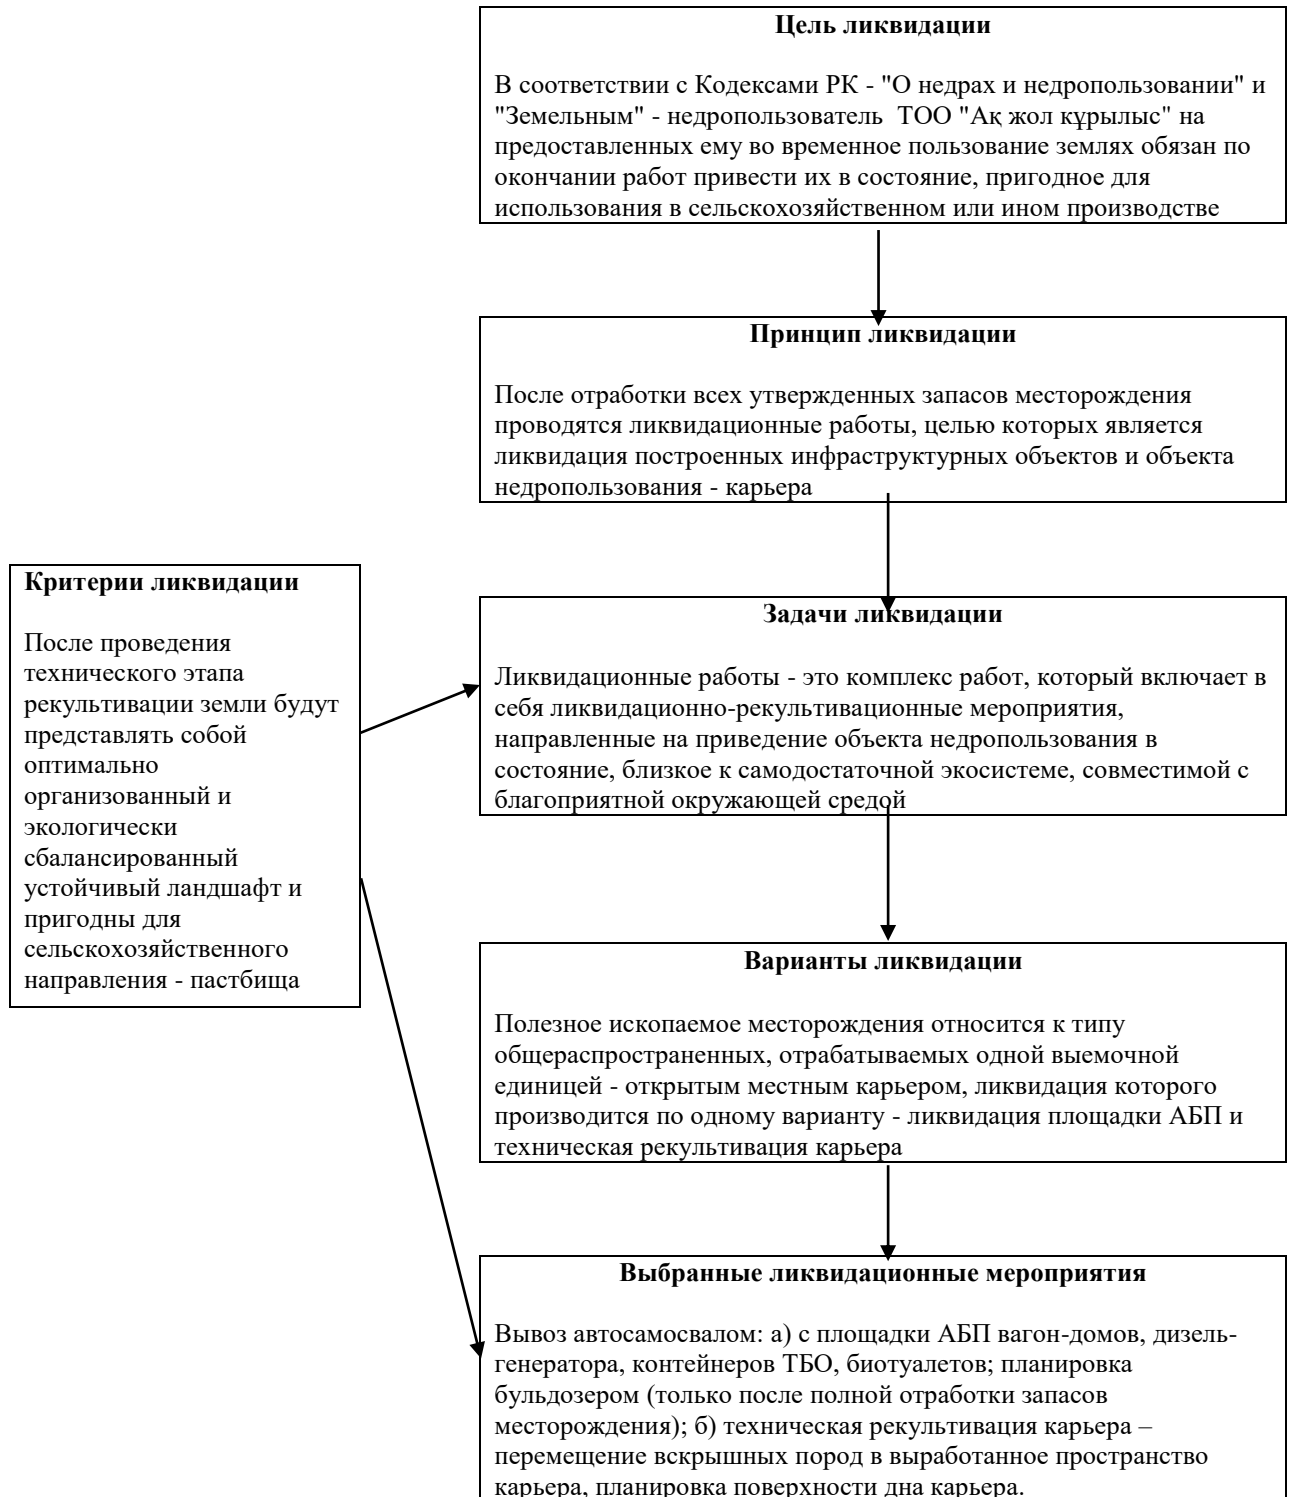 Цель ликвидации
В соответствии с Кодексами РК - "О недрах и недропользовании" и
"Земельным" - недропользователь ТОО "Ақ жол құрылыс" на
предоставленных ему во временное пользование землях обязан по
окончании работ привести их в состояние, пригодное для
использования в сельскохозяйственном или ином производстве
Принцип ликвидации
После отработки всех утвержденных запасов месторождения
проводятся ликвидационные работы, целью которых является
ликвидация построенных инфраструктурных объектов и объекта
недропользования - карьера
Критерии ликвидации
После проведения
технического этапа
рекультивации земли будут
представлять собой
оптимально
организованный и
экологически
сбалансированный
устойчивый ландшафт и
пригодны для
сельскохозяйственного
направления - пастбища
Задачи ликвидации
Ликвидационные работы - это комплекс работ, который включает в
себя ликвидационно-рекультивационные мероприятия,
направленные на приведение объекта недропользования в
состояние, близкое к самодостаточной экосистеме, совместимой с
благоприятной окружающей средой
Варианты ликвидации
Полезное ископаемое месторождения относится к типу
общераспространенных, отрабатываемых одной выемочной
единицей - открытым местным карьером, ликвидация которого
производится по одному варианту - ликвидация площадки АБП и
техническая рекультивация карьера
Выбранные ликвидационные мероприятия
Вывоз автосамосвалом: а) с площадки АБП вагон-домов, дизель-
генератора, контейнеров ТБО, биотуалетов; планировка
бульдозером (только после полной отработки запасов
месторождения); б) техническая рекультивация карьера –
перемещение вскрышных пород в выработанное пространство
карьера, планировка поверхности дна карьера.